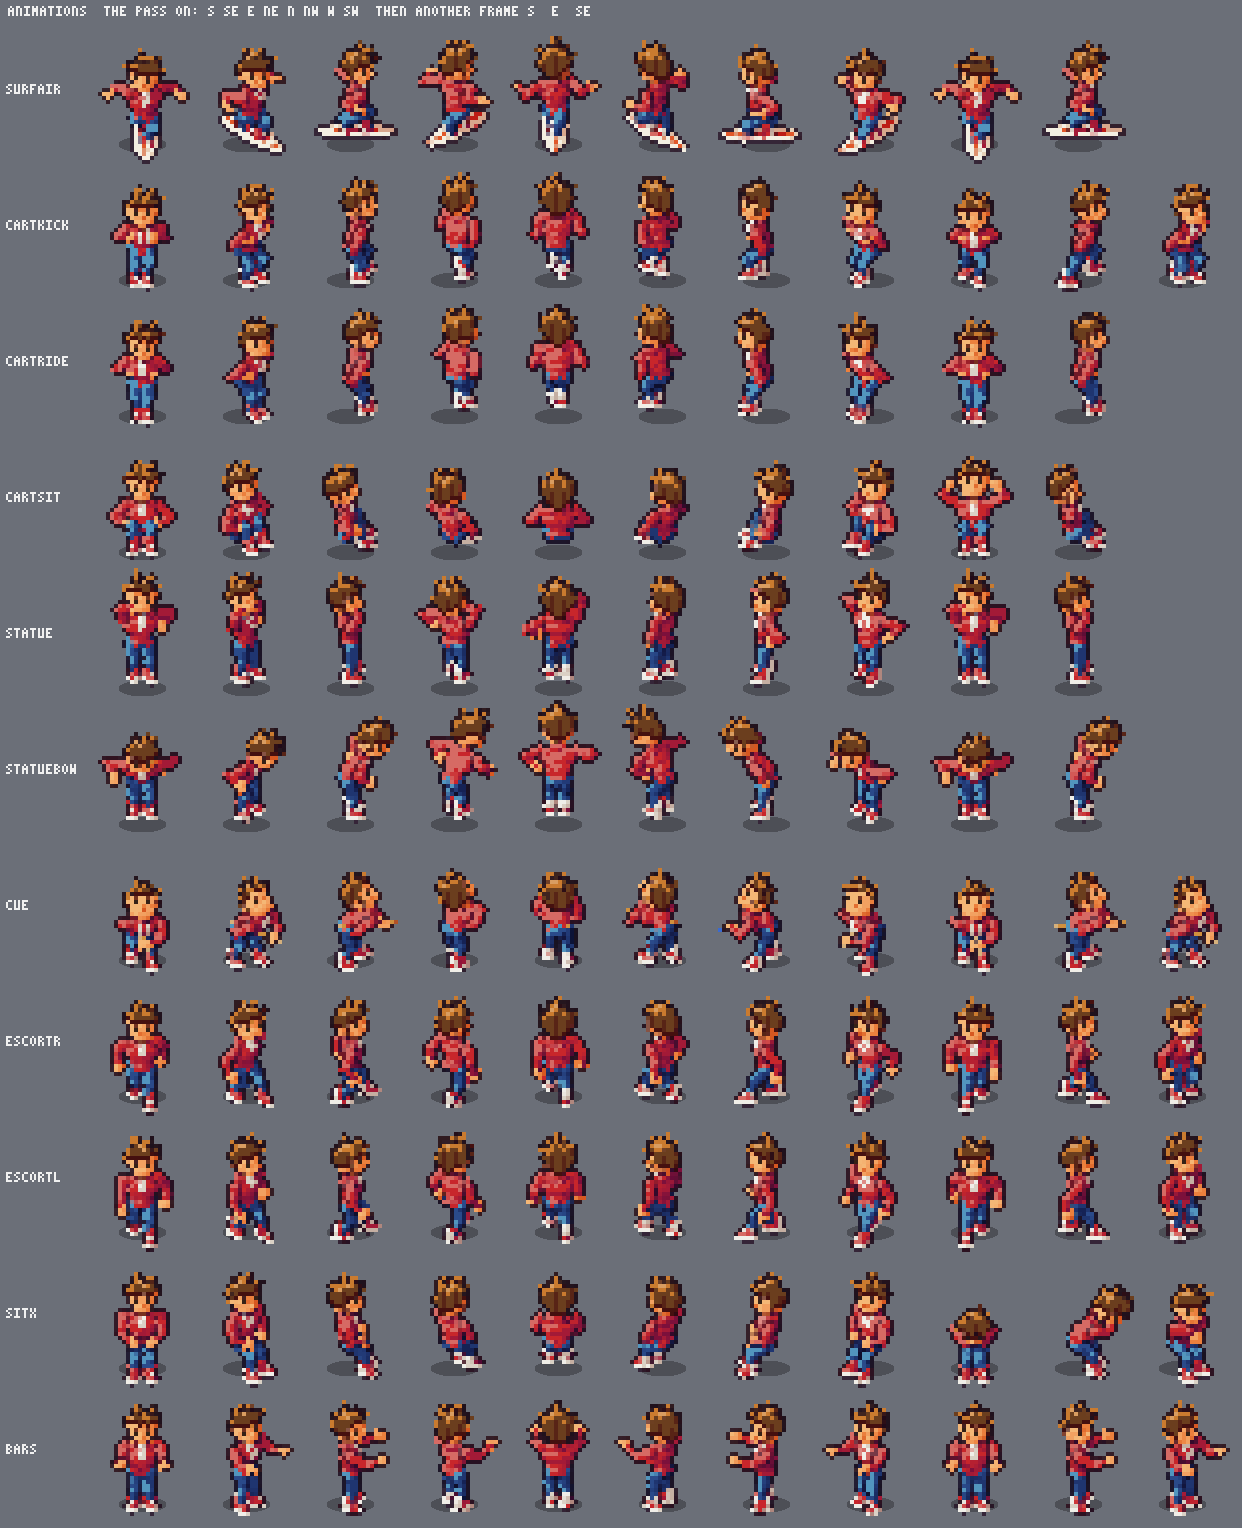 ANIMATIONS  THE PASS ON: S SE E NE N NW W SW  THEN ANOTHER FRAME S  E  SE
SURFAIR
CARTKICK
CARTRIDE
CARTSIT
STATUE
STATUEBOW
CUE
ESCORTR
ESCORTL
SITX
BARS